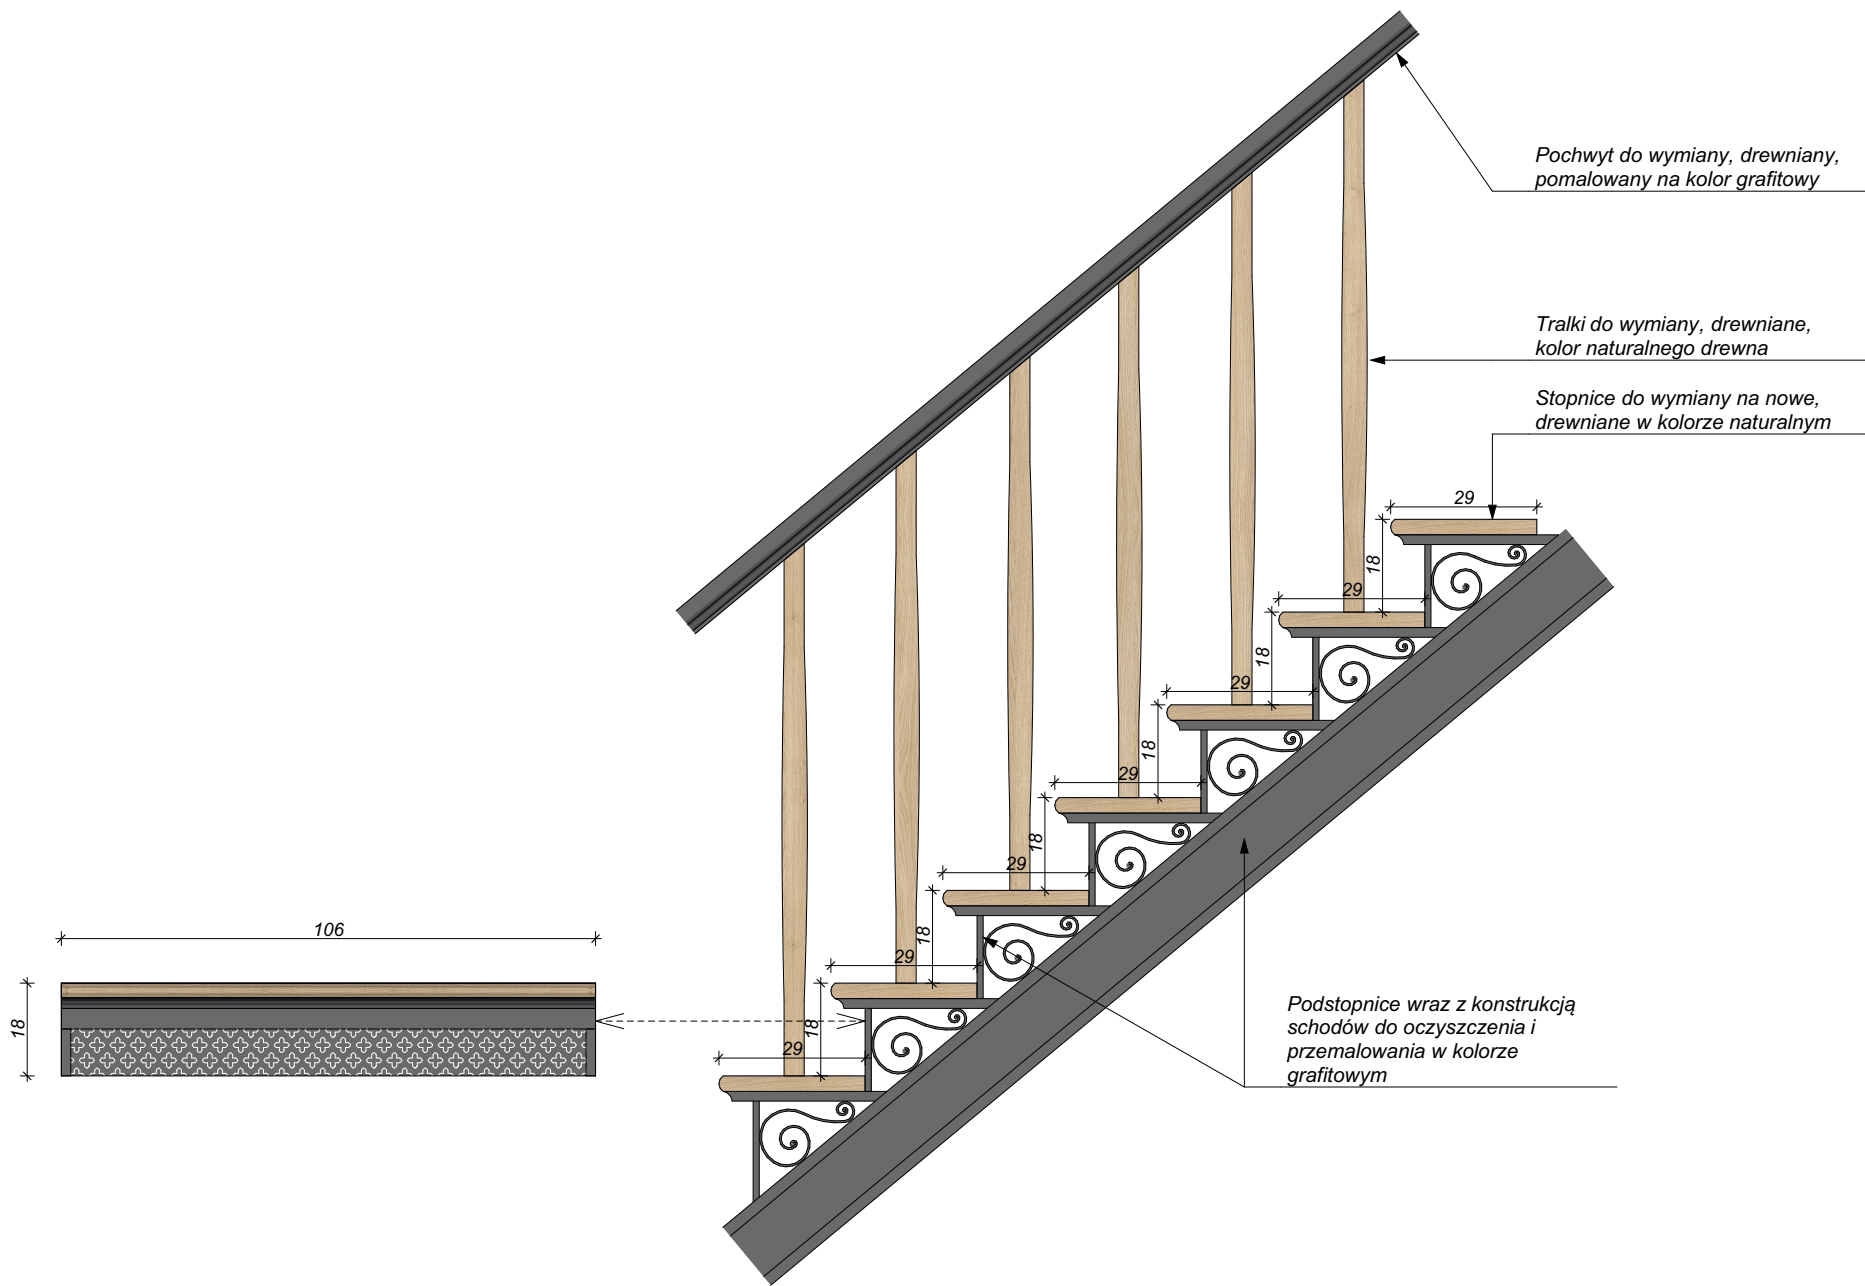 Pochwyt do wymiany, drewniany,
pomalowany na kolor grafitowy
Tralki do wymiany, drewniane,
kolor naturalnego drewna
Stopnice do wymiany na nowe,
drewniane w kolorze naturalnym
29
18
29
18
29
18
29
18
29
18
29
18
29
106
18
Podstopnice wraz z konstrukcją
schodów do oczyszczenia i
przemalowania w kolorze
grafitowym